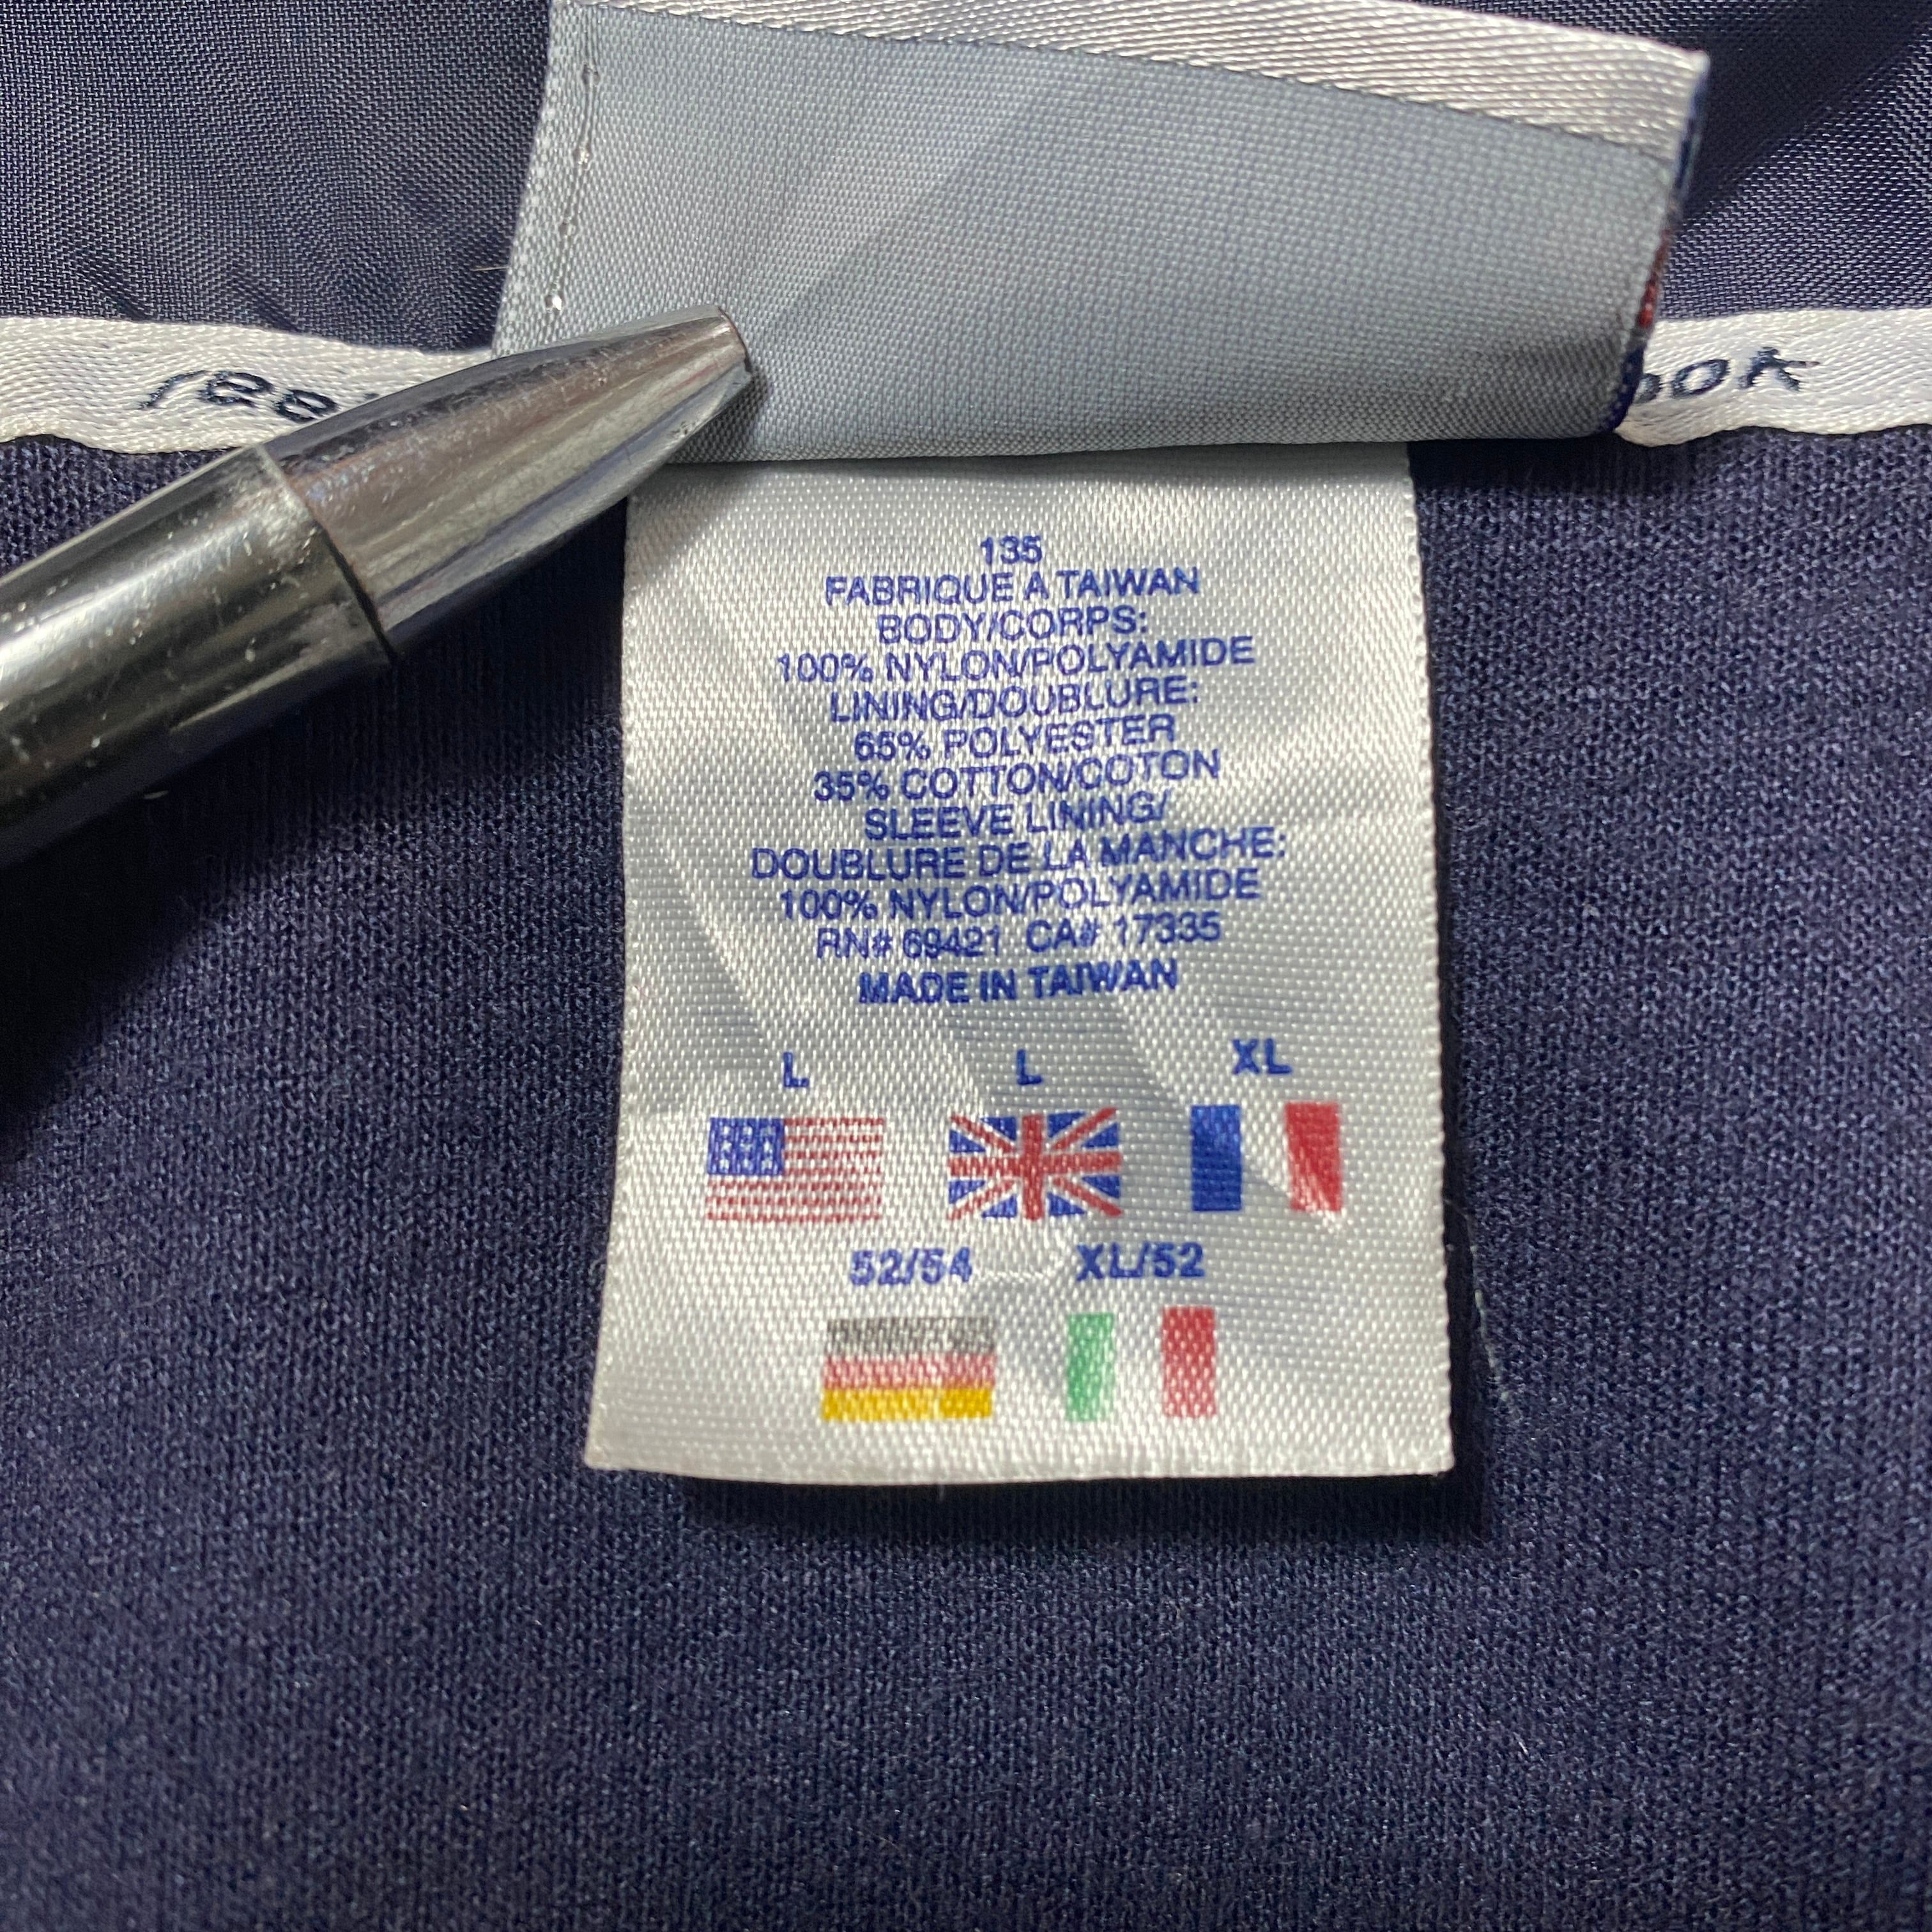 135
FABRIQUE A TAIWAN
BODY/CORPS:
100% NYLON/POLYAMIDE
LINING/DOUBLURE:
65% POLYESTER
35% COTTON/COTON
SLEEVE LINING/
DOUBLURE DE LA MANCHE:
100% NYLON/POLYAMIDE
RN# 69421 CA# 17335
MADE IN TAIWAN
L L XL
52/54 XL/52